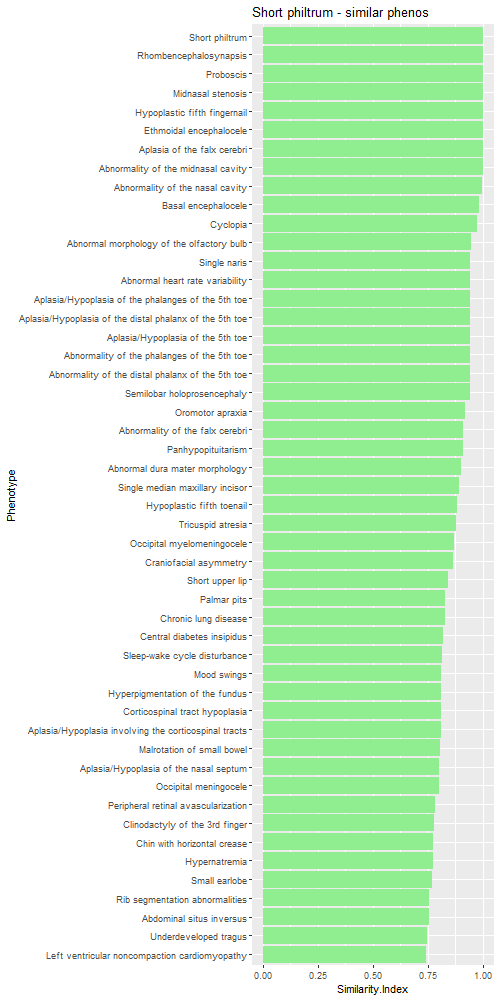 Short philtrum - similar phenos
Short philtrum
Rhombencephalosynapsis
Proboscis
Midnasal stenosis
Hypoplastic fifth fingernail
Ethmoidal encephalocele
Aplasia of the falx cerebri
Abnormality of the midnasal cavity
Abnormality of the nasal cavity
Basal encephalocele
Cyclopia
Abnormal morphology of the olfactory bulb
Single naris
Abnormal heart rate variability
Aplasia/Hypoplasia of the phalanges of the 5th toe
Aplasia/Hypoplasia of the distal phalanx of the 5th toe
Aplasia/Hypoplasia of the 5th toe
Abnormality of the phalanges of the 5th toe
Abnormality of the distal phalanx of the 5th toe
Semilobar holoprosencephaly
Oromotor apraxia
Abnormality of the falx cerebri
Panhypopituitarism
Abnormal dura mater morphology
Single median maxillary incisor
Hypoplastic fifth toenail
Tricuspid atresia
Occipital myelomeningocele
Craniofacial asymmetry
Short upper lip
Palmar pits
Chronic lung disease
Central diabetes insipidus
Sleep-wake cycle disturbance
Mood swings
Hyperpigmentation of the fundus
Corticospinal tract hypoplasia
Aplasia/Hypoplasia involving the corticospinal tracts
Malrotation of small bowel
Aplasia/Hypoplasia of the nasal septum
Occipital meningocele
Peripheral retinal avascularization
Clinodactyly of the 3rd finger
Chin with horizontal crease
Hypernatremia
Small earlobe
Rib segmentation abnormalities
Abdominal situs inversus
Underdeveloped tragus
Left ventricular noncompaction cardiomyopathy
Phenotype
0.00 0.25 0.50 0.75 1.00
Similarity.Index